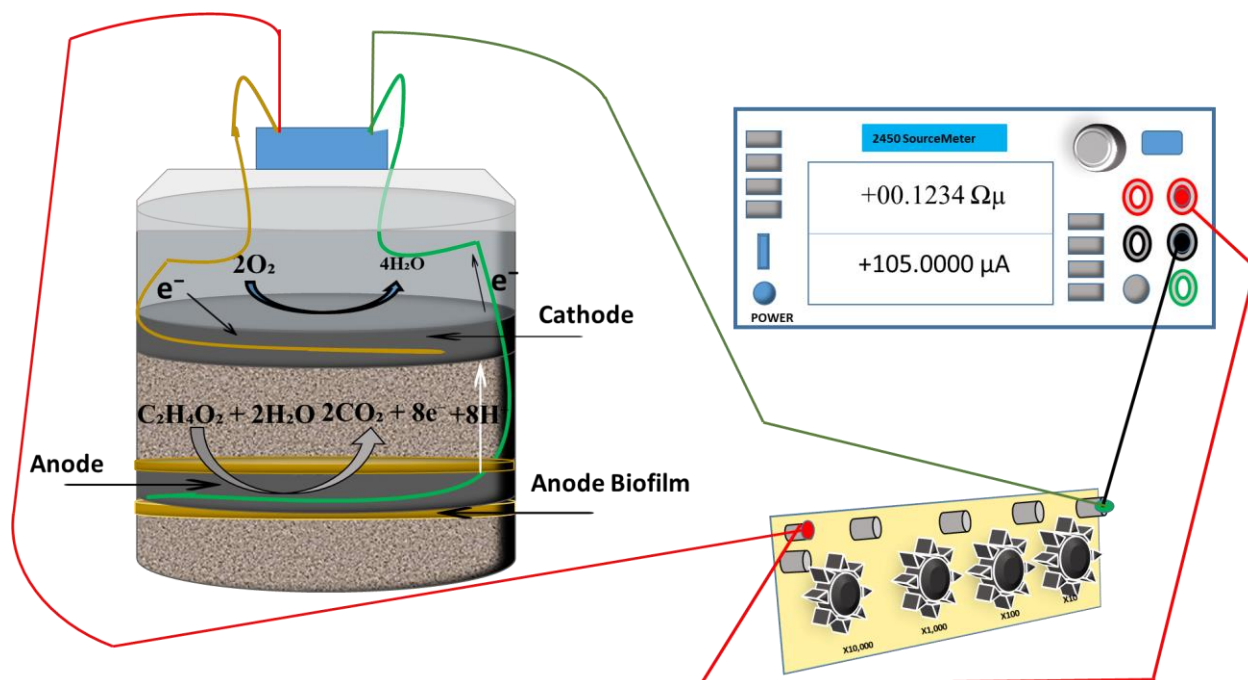 2450 SourceMeter
+00.1234 Ωμ
+105.0000 µA
POWER
2O₂
4H₂O
e⁻
e⁻
Cathode
C₂H₄O₂ + 2H₂O 2CO₂ + 8e⁻ +8H
Anode
Anode Biofilm
X10,000
X1,000
X100
X10